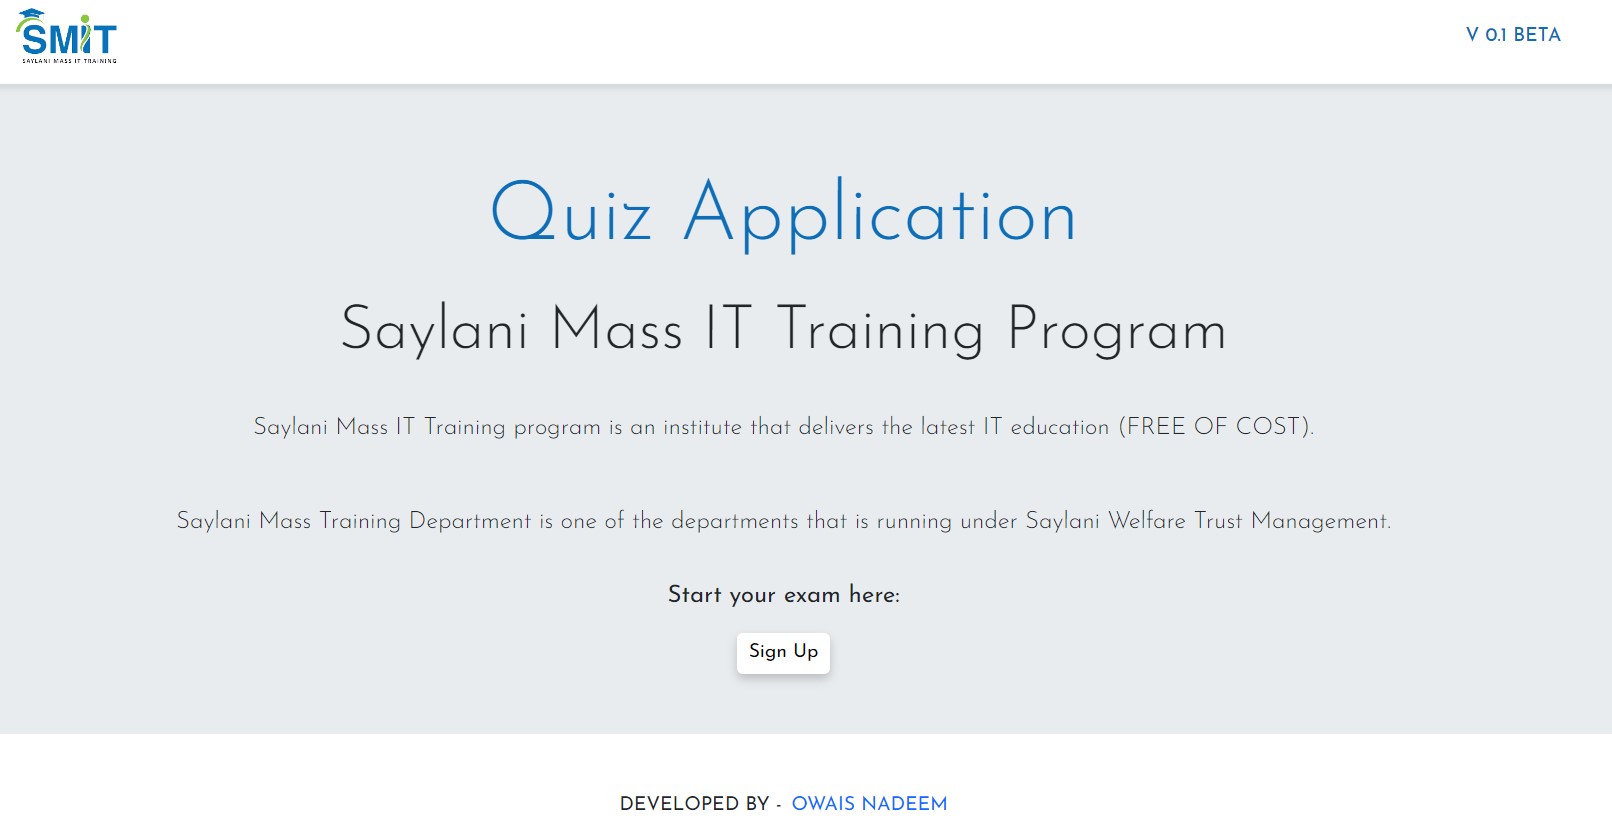 SMiT
SAYLANI MASS IT TRAINING
V 0.1 BETA
Quiz Application
Saylani Mass IT Training Program
Saylani Mass IT Training program is an institute that delivers the latest IT education (FREE OF COST).
Saylani Mass Training Department is one of the departments that is running under Saylani Welfare Trust Management.
Start your exam here:
Sign Up
DEVELOPED BY - OWAIS NADEEM